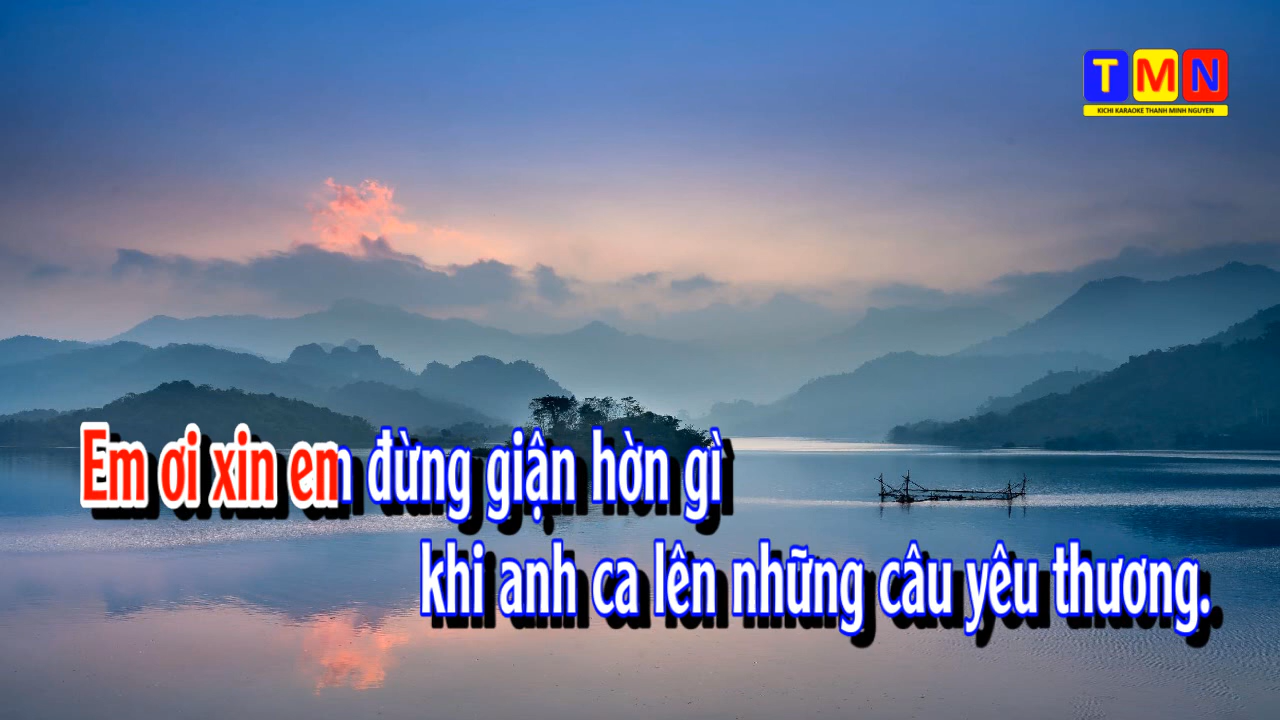 TMN
KICHI KARAOKE THANH MINH NGUYEN
Em ơi xin em đừng giận hờn gì
khi anh ca lên những câu yêu thương.